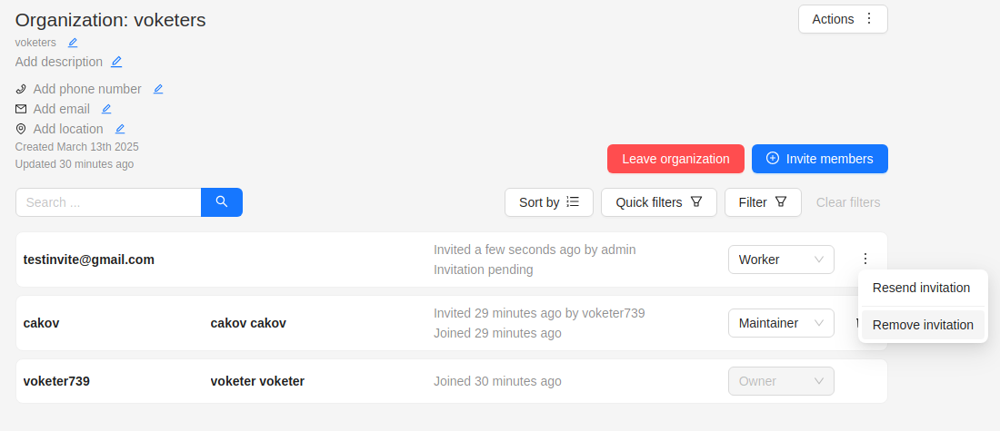 Organization: voketers
Actions
voketers
Add description
Add phone number
Add email
Add location
Created March 13th 2025
Updated 30 minutes ago
Leave organization
Invite members
Search ...
Sort by
Quick filters
Filter
Clear filters
testinvite@gmail.com
Invited a few seconds ago by admin
Invitation pending
Worker
Resend invitation
Remove invitation
cakov
cakov cakov
Invited 29 minutes ago by voketer739
Joined 29 minutes ago
Maintainer
voketer739
voketer voketer
Joined 30 minutes ago
Owner